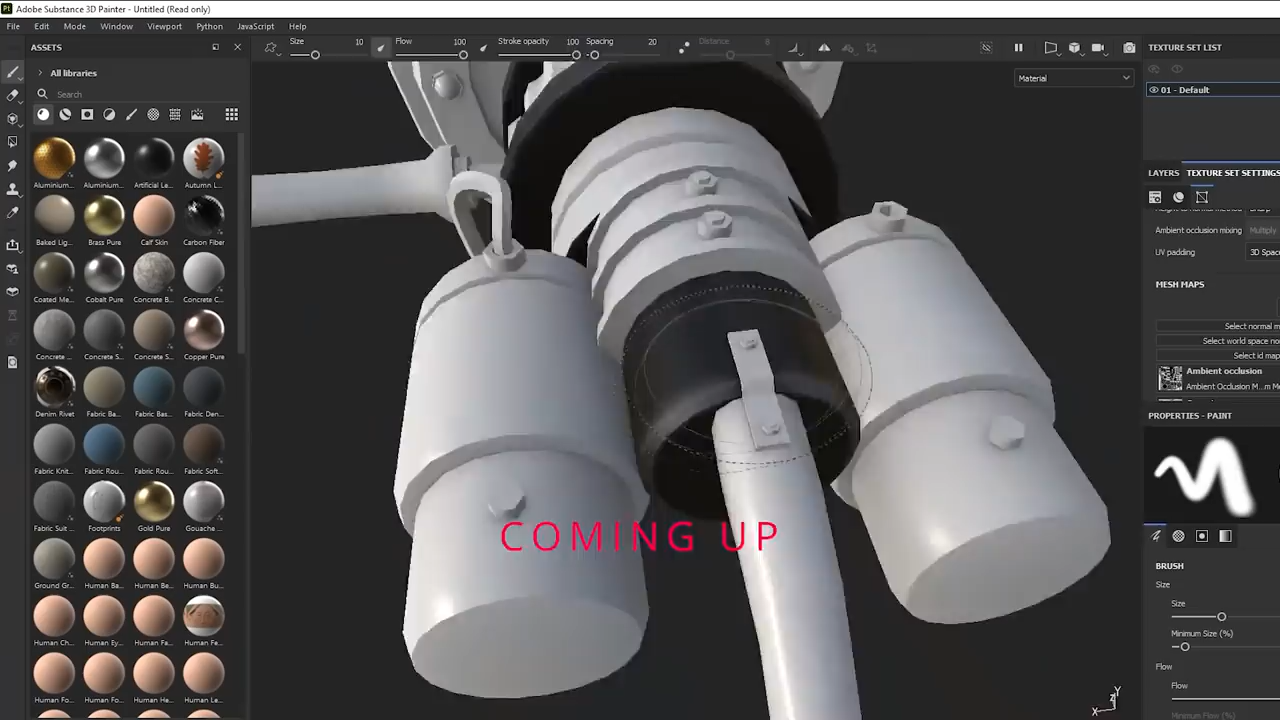 Pt Adobe Substance 3D Painter - Untitled (Read only)
File Edit Mode Window Viewport Python JavaScript Help
ASSETS
Size 10 Flow 100 Stroke opacity 100 Spacing 20 Distance 8
TEXTURE SET LIST
All libraries
Material
01 - Default
Search
Aluminium... Aluminium... Artificial Le... Autumn L...
Baked Lig... Brass Pure Calf Skin Carbon Fiber
Coated Me... Cobalt Pure Concrete B... Concrete C...
Concrete ... Concrete S... Concrete S... Copper Pure
Denim Rivet Fabric Bas... Fabric Bas... Fabric Den...
Fabric Knit... Fabric Rou... Fabric Rou... Fabric Soft...
Fabric Suit ... Footprints Gold Pure Gouache ...
Ground Gr... Human Ba... Human Be... Human Bu...
Human Ch... Human Ey... Human Fa... Human Fe...
Human Fo... Human Fo... Human He... Human Le...
COMING UP
Y
Z
X
LAYERS TEXTURE SET SETTINGS
Ambient occlusion mixing Multiply
UV padding 3D Spac
MESH MAPS
Select normal m
Select world space no
Select id map
Ambient occlusion
Ambient Occlusion M...m Me
PROPERTIES - PAINT
BRUSH
Size
Size
Minimum Size (%)
Flow
Flow